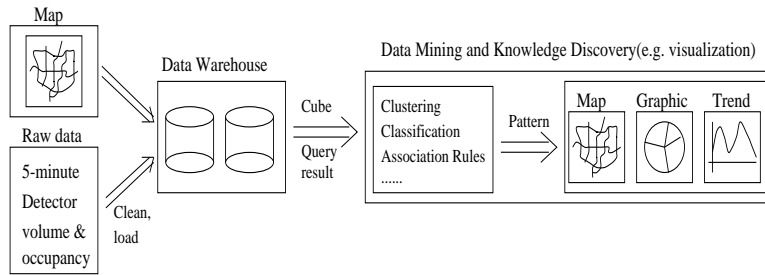 Map
Raw data
5-minute
Detector
volume &
occupancy
Clean,
load
Data Warehouse
Cube
Query
result
Data Mining and Knowledge Discovery(e.g. visualization)
Clustering
Classification
Association Rules
......
Pattern
Map
Graphic
Trend